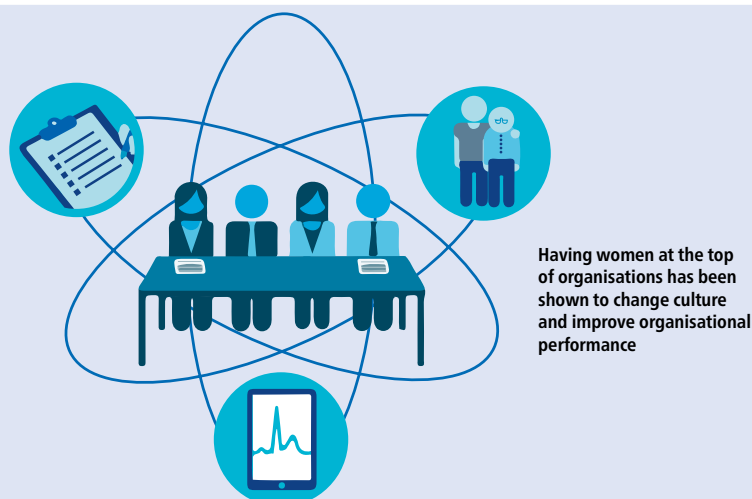 Having women at the top
of organisations has been
shown to change culture
and improve organisational
performance